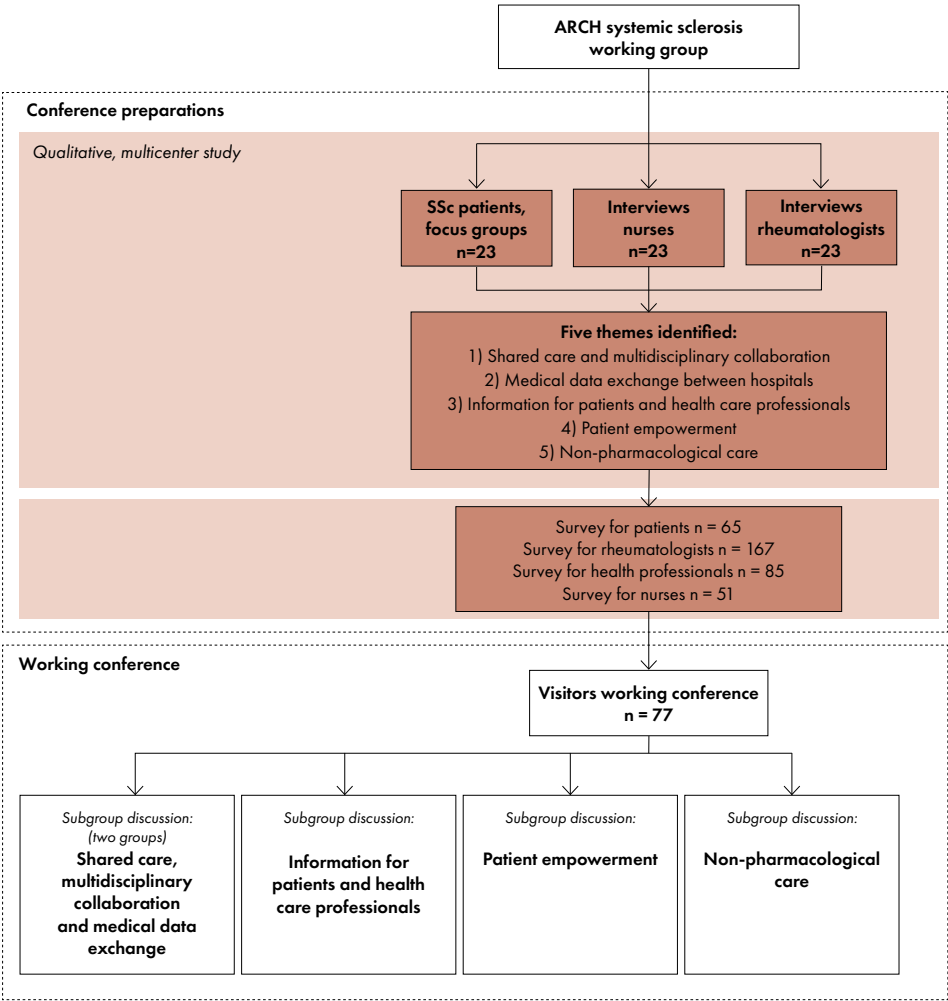 ARCH systemic sclerosis
working group
Conference preparations
Qualitative, multicenter study
SSc patients,
focus groups
n=23
Interviews
nurses
n=23
Interviews
rheumatologists
n=23
Five themes identified:
1) Shared care and multidisciplinary collaboration
2) Medical data exchange between hospitals
3) Information for patients and health care professionals
4) Patient empowerment
5) Non-pharmacological care
Survey for patients n = 65
Survey for rheumatologists n = 167
Survey for health professionals n = 85
Survey for nurses n = 51
Working conference
Visitors working conference
n = 77
Subgroup discussion:
(two groups)
Shared care,
multidisciplinary
collaboration
and medical data
exchange
Subgroup discussion:
Information for
patients and health
care professionals
Subgroup discussion:
Patient empowerment
Subgroup discussion:
Non-pharmacological
care